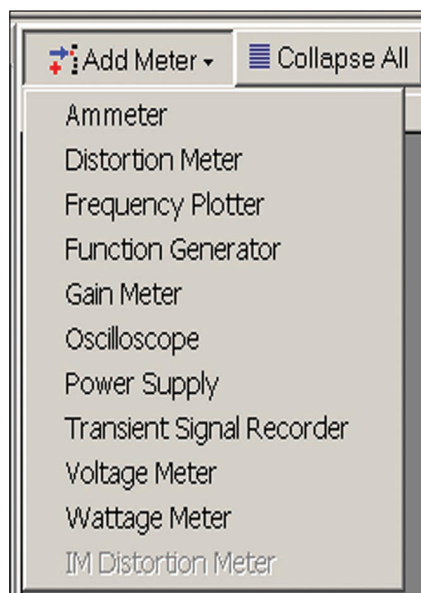 Add Meter Collapse All
Ammeter
Distortion Meter
Frequency Plotter
Function Generator
Gain Meter
Oscilloscope
Power Supply
Transient Signal Recorder
Voltage Meter
Wattage Meter
IM Distortion Meter